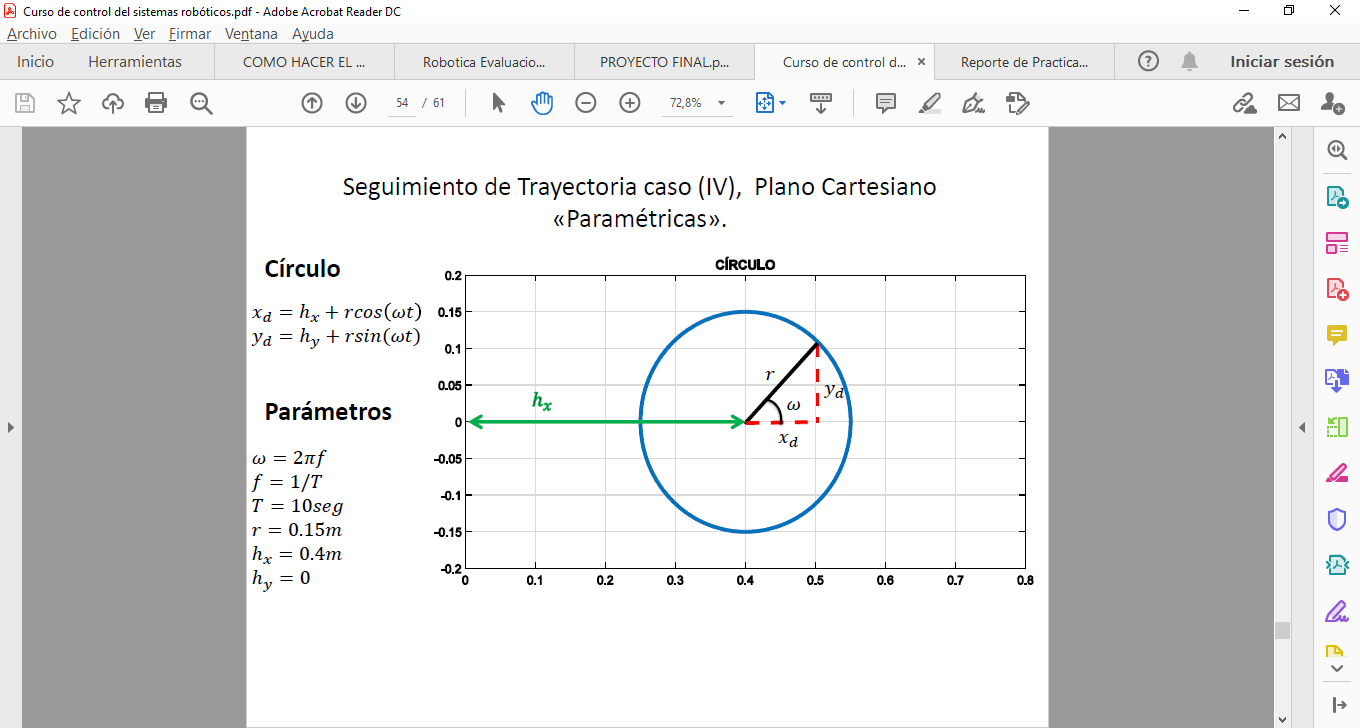 Curso de control del sistemas robóticos.pdf - Adobe Acrobat Reader DC
Archivo Edición Ver Firmar Ventana Ayuda
Inicio Herramientas COMO HACER EL ... Robotica Evaluacio... PROYECTO FINAL.p... Curso de control d... × Reporte de Practica... Iniciar sesión
54 / 61 72,8%
Seguimiento de Trayectoria caso (IV), Plano Cartesiano
«Paramétricas».
Círculo
x_d = h_x + rcos(ωt)
y_d = h_y + rsin(ωt)
Parámetros
ω = 2πf
f = 1/T
T = 10seg
r = 0.15m
h_x = 0.4m
h_y = 0
CÍRCULO
0.2
0.15
0.1
0.05
0
-0.05
-0.1
-0.15
-0.2
0 0.1 0.2 0.3 0.4 0.5 0.6 0.7 0.8
h_x
r
ω
y_d
x_d